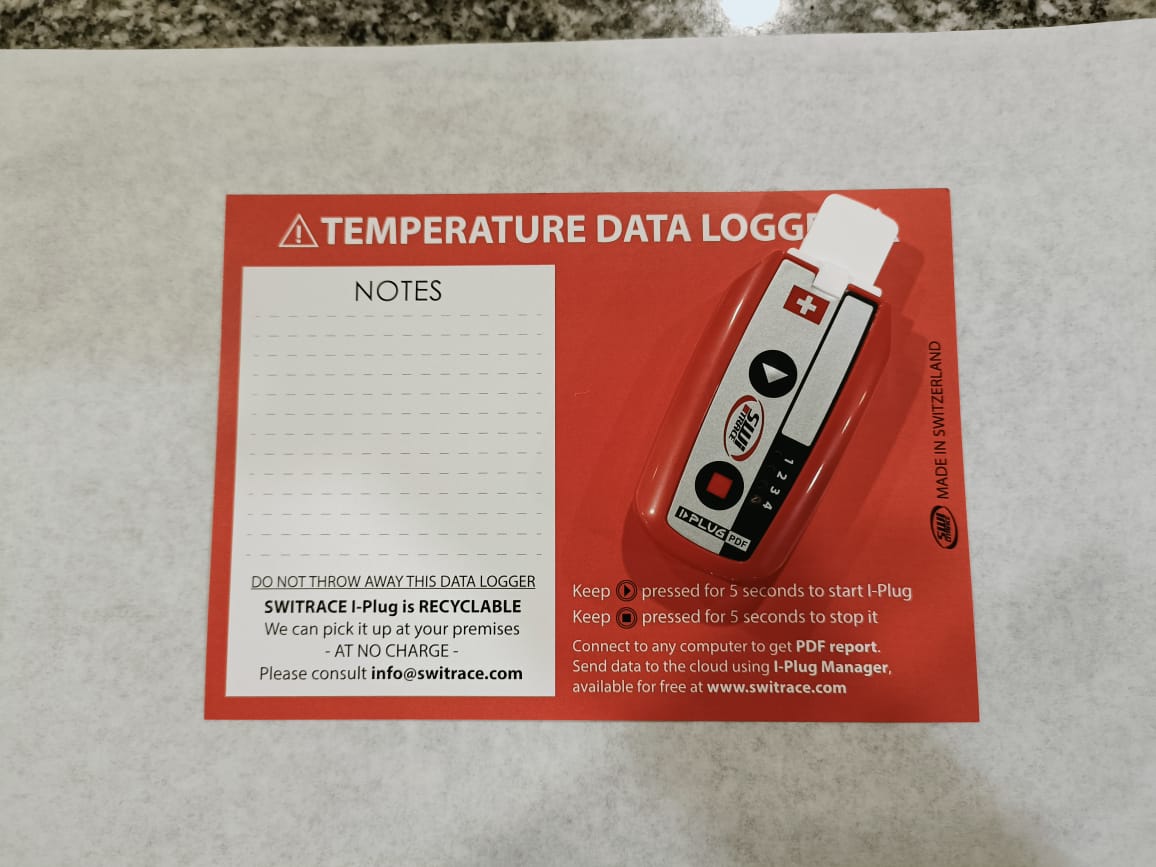 TEMPERATURE DATA LOGG
NOTES
DO NOT THROW AWAY THIS DATA LOGGER
SWITRACE I-Plug is RECYCLABLE
We can pick it up at your premises
- AT NO CHARGE -
Please consult info@switrace.com
SWI
TRACE
1 2 3 4
I-PLUG PDF
Keep pressed for 5 seconds to start I-Plug
Keep pressed for 5 seconds to stop it
Connect to any computer to get PDF report.
Send data to the cloud using I-Plug Manager,
available for free at www.switrace.com
SWI
TRACE
MADE IN SWITZERLAND